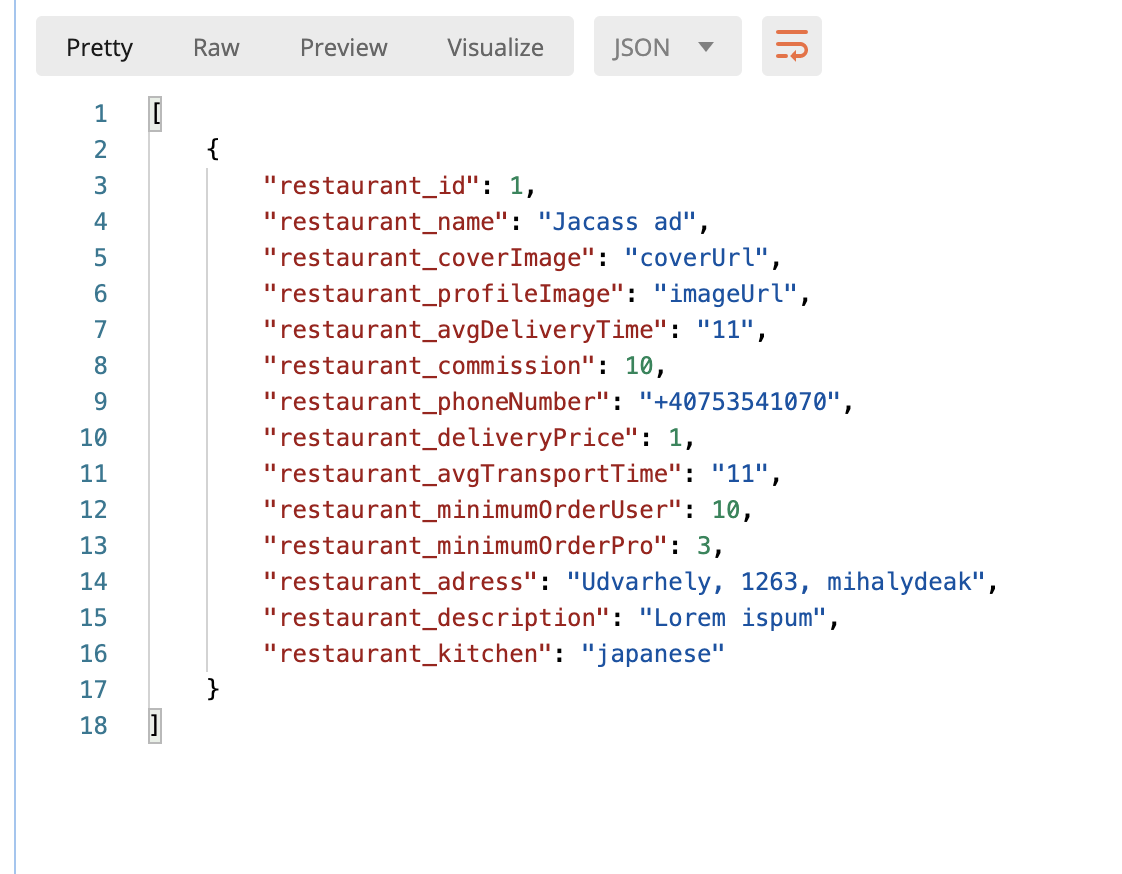 Pretty Raw Preview Visualize JSON
1 [
2 {
3 "restaurant_id": 1,
4 "restaurant_name": "Jacass ad",
5 "restaurant_coverImage": "coverUrl",
6 "restaurant_profileImage": "imageUrl",
7 "restaurant_avgDeliveryTime": "11",
8 "restaurant_commission": 10,
9 "restaurant_phoneNumber": "+40753541070",
10 "restaurant_deliveryPrice": 1,
11 "restaurant_avgTransportTime": "11",
12 "restaurant_minimumOrderUser": 10,
13 "restaurant_minimumOrderPro": 3,
14 "restaurant_adress": "Udvarhely, 1263, mihalydeak",
15 "restaurant_description": "Lorem ispum",
16 "restaurant_kitchen": "japanese"
17 }
18 ]